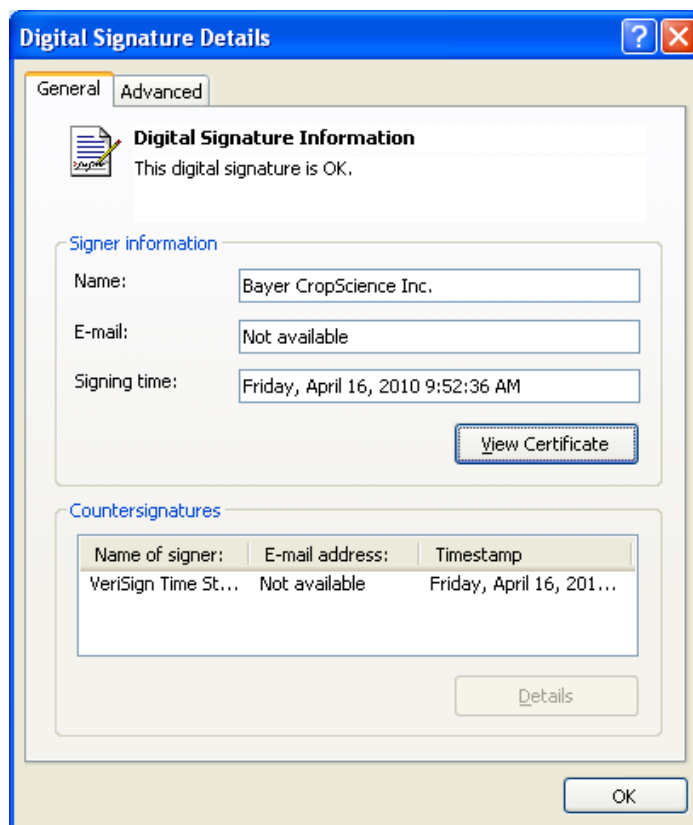 Digital Signature Details
General Advanced
Digital Signature Information
This digital signature is OK.
Signer information
Name: Bayer CropScience Inc.
E-mail: Not available
Signing time: Friday, April 16, 2010 9:52:36 AM
View Certificate
Countersignatures
Name of signer: E-mail address: Timestamp
VeriSign Time St... Not available Friday, April 16, 201...
Details
OK